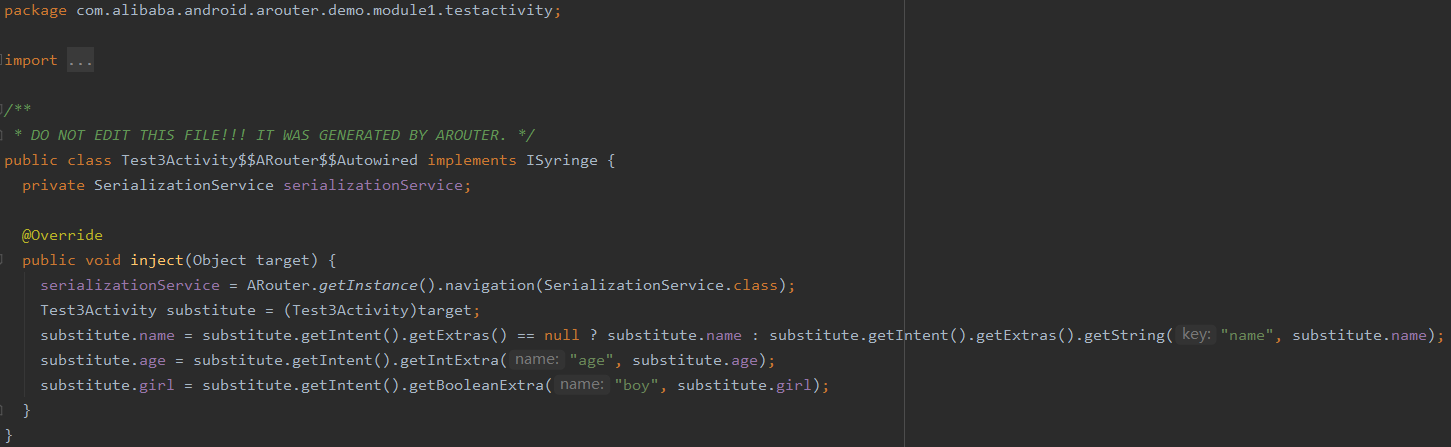 package com.alibaba.android.arouter.demo.module1.testactivity;
import ...
/**
* DO NOT EDIT THIS FILE!!! IT WAS GENERATED BY AROUTER. */
public class Test3Activity$$ARouter$$Autowired implements ISyringe {
private SerializationService serializationService;
@Override
public void inject(Object target) {
serializationService = ARouter.getInstance().navigation(SerializationService.class);
Test3Activity substitute = (Test3Activity)target;
substitute.name = substitute.getIntent().getExtras() == null ? substitute.name : substitute.getIntent().getExtras().getString( key: "name", substitute.name);
substitute.age = substitute.getIntent().getIntExtra( name: "age", substitute.age);
substitute.girl = substitute.getIntent().getBooleanExtra( name: "boy", substitute.girl);
}
}